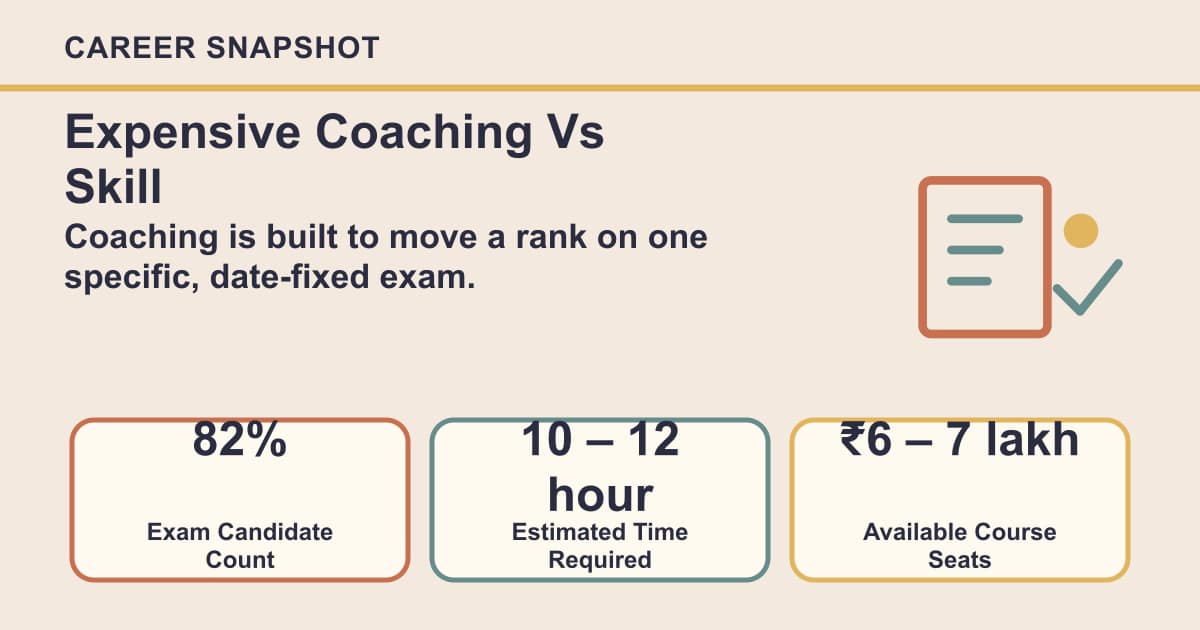 CAREER SNAPSHOT
Expensive Coaching Vs
Skill
Coaching is built to move a rank on one
specific, date-fixed exam.
82%
Exam Candidate
Count
10 – 12
hour
Estimated Time
Required
₹6 – 7 lakh
Available Course
Seats